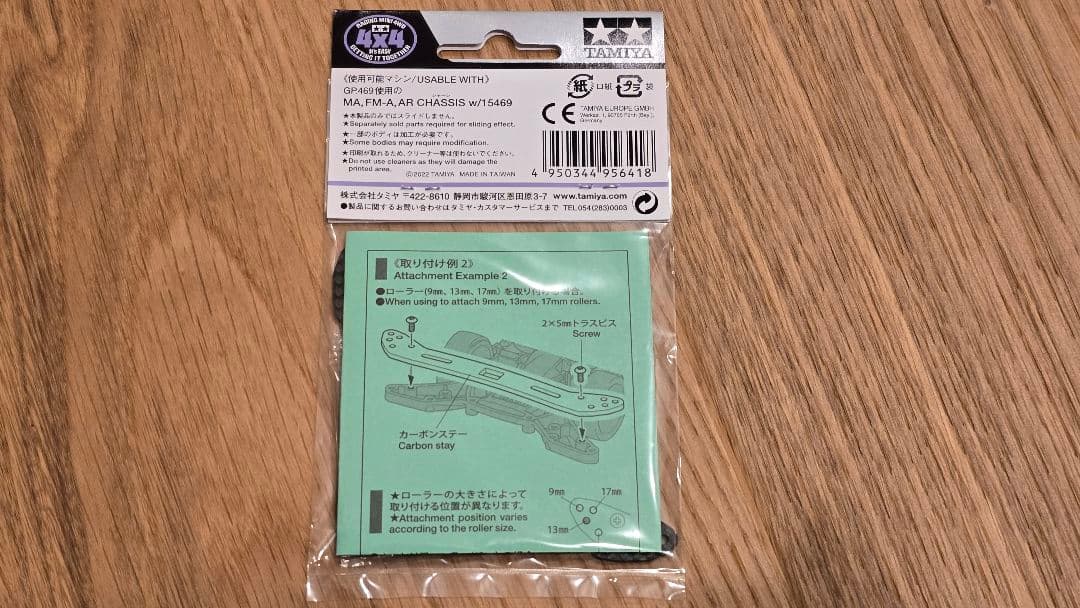 RACING MINI 4WD
4x4
It's EASY
GETTING IT TOGETHER
TAMIYA
《使用可能マシン/USABLE WITH》
GP.469使用の
シャーシ
MA, FM-A, AR CHASSIS w/15469
★本製品のみではスライドしません。
★Separately sold parts required for sliding effect.
★一部のボディは加工が必要です。
★Some bodies may require modification.
★印刷が取れるため、クリーナー等は使わないでください。
★Do not use cleaners as they will damage the
printed area.
©2022 TAMIYA MADE IN TAIWAN
紙 口紙 プラ 袋
CE
TAMIYA EUROPE GMBH
Werkstr. 1, 90765 Fürth (Bay.),
Germany
4 950344 956418
株式会社タミヤ 〒422-8610 静岡市駿河区恩田原3-7 www.tamiya.com
●製品に関するお問い合わせはタミヤ・カスタマーサービスまで TEL054(283)0003
《取り付け例 2》
Attachment Example 2
●ローラー(9mm、13mm、17mm) を取り付ける場合。
●When using to attach 9mm, 13mm, 17mm rollers.
2×5mmトラスビス
Screw
カーボンステー
Carbon stay
★ローラーの大きさによって
取り付ける位置が異なります。
★Attachment position varies
according to the roller size.
9mm
17mm
13mm